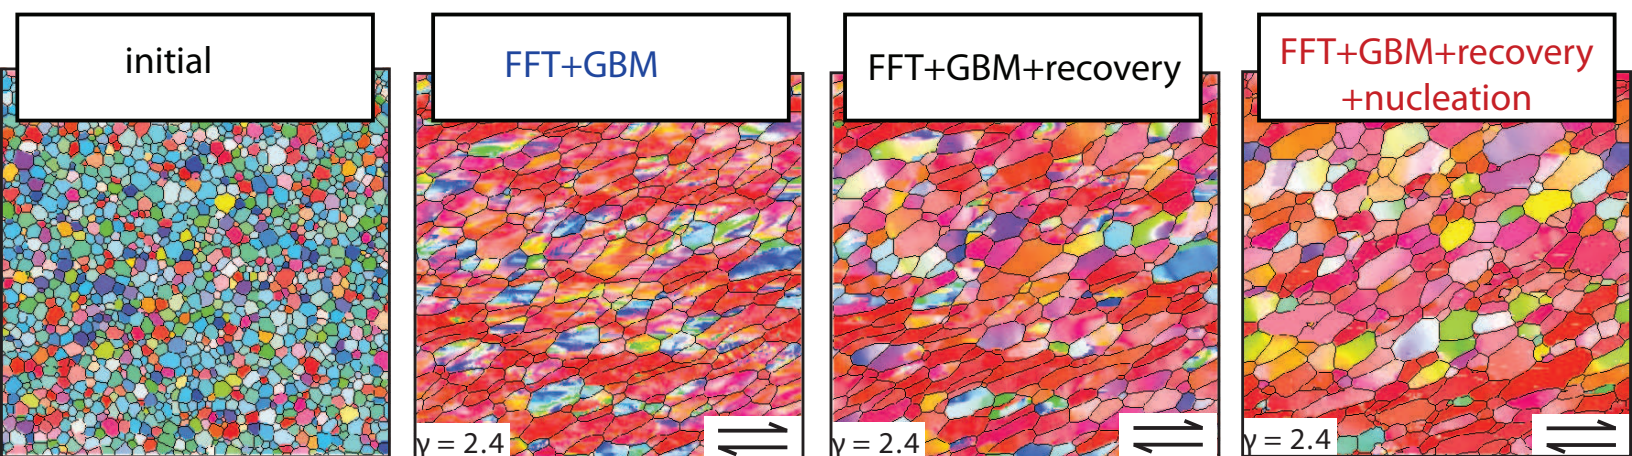 initial
FFT+GBM
FFT+GBM+recovery
FFT+GBM+recovery
+nucleation
γ = 2.4
γ = 2.4
γ = 2.4